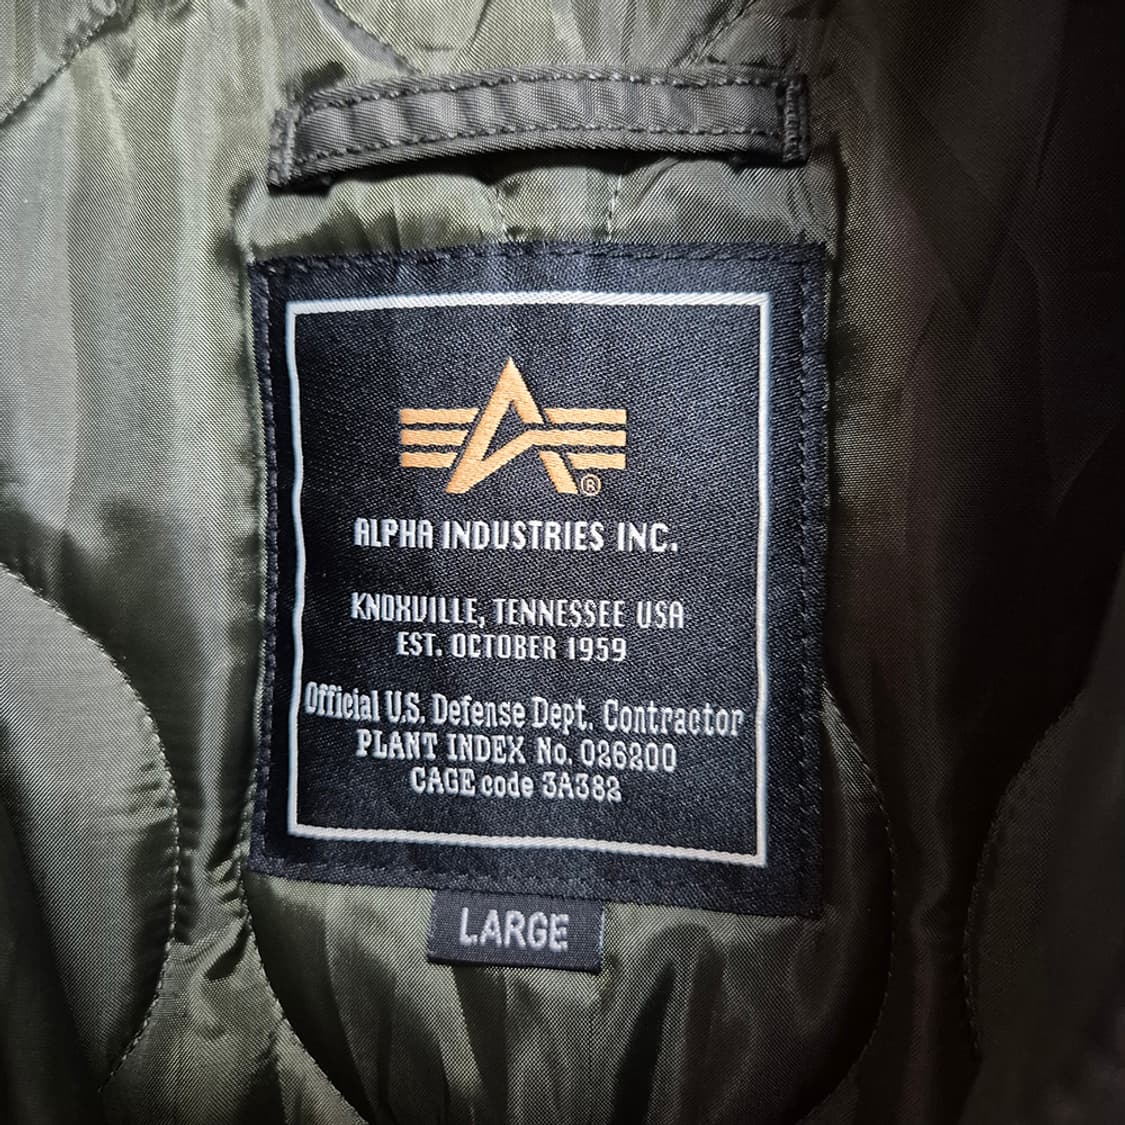 ®
ALPHA INDUSTRIES INC.
KNOXVILLE, TENNESSEE USA
EST. OCTOBER 1959
Official U.S. Defense Dept. Contractor
PLANT INDEX No. 026200
CAGE code 3A382
LARGE